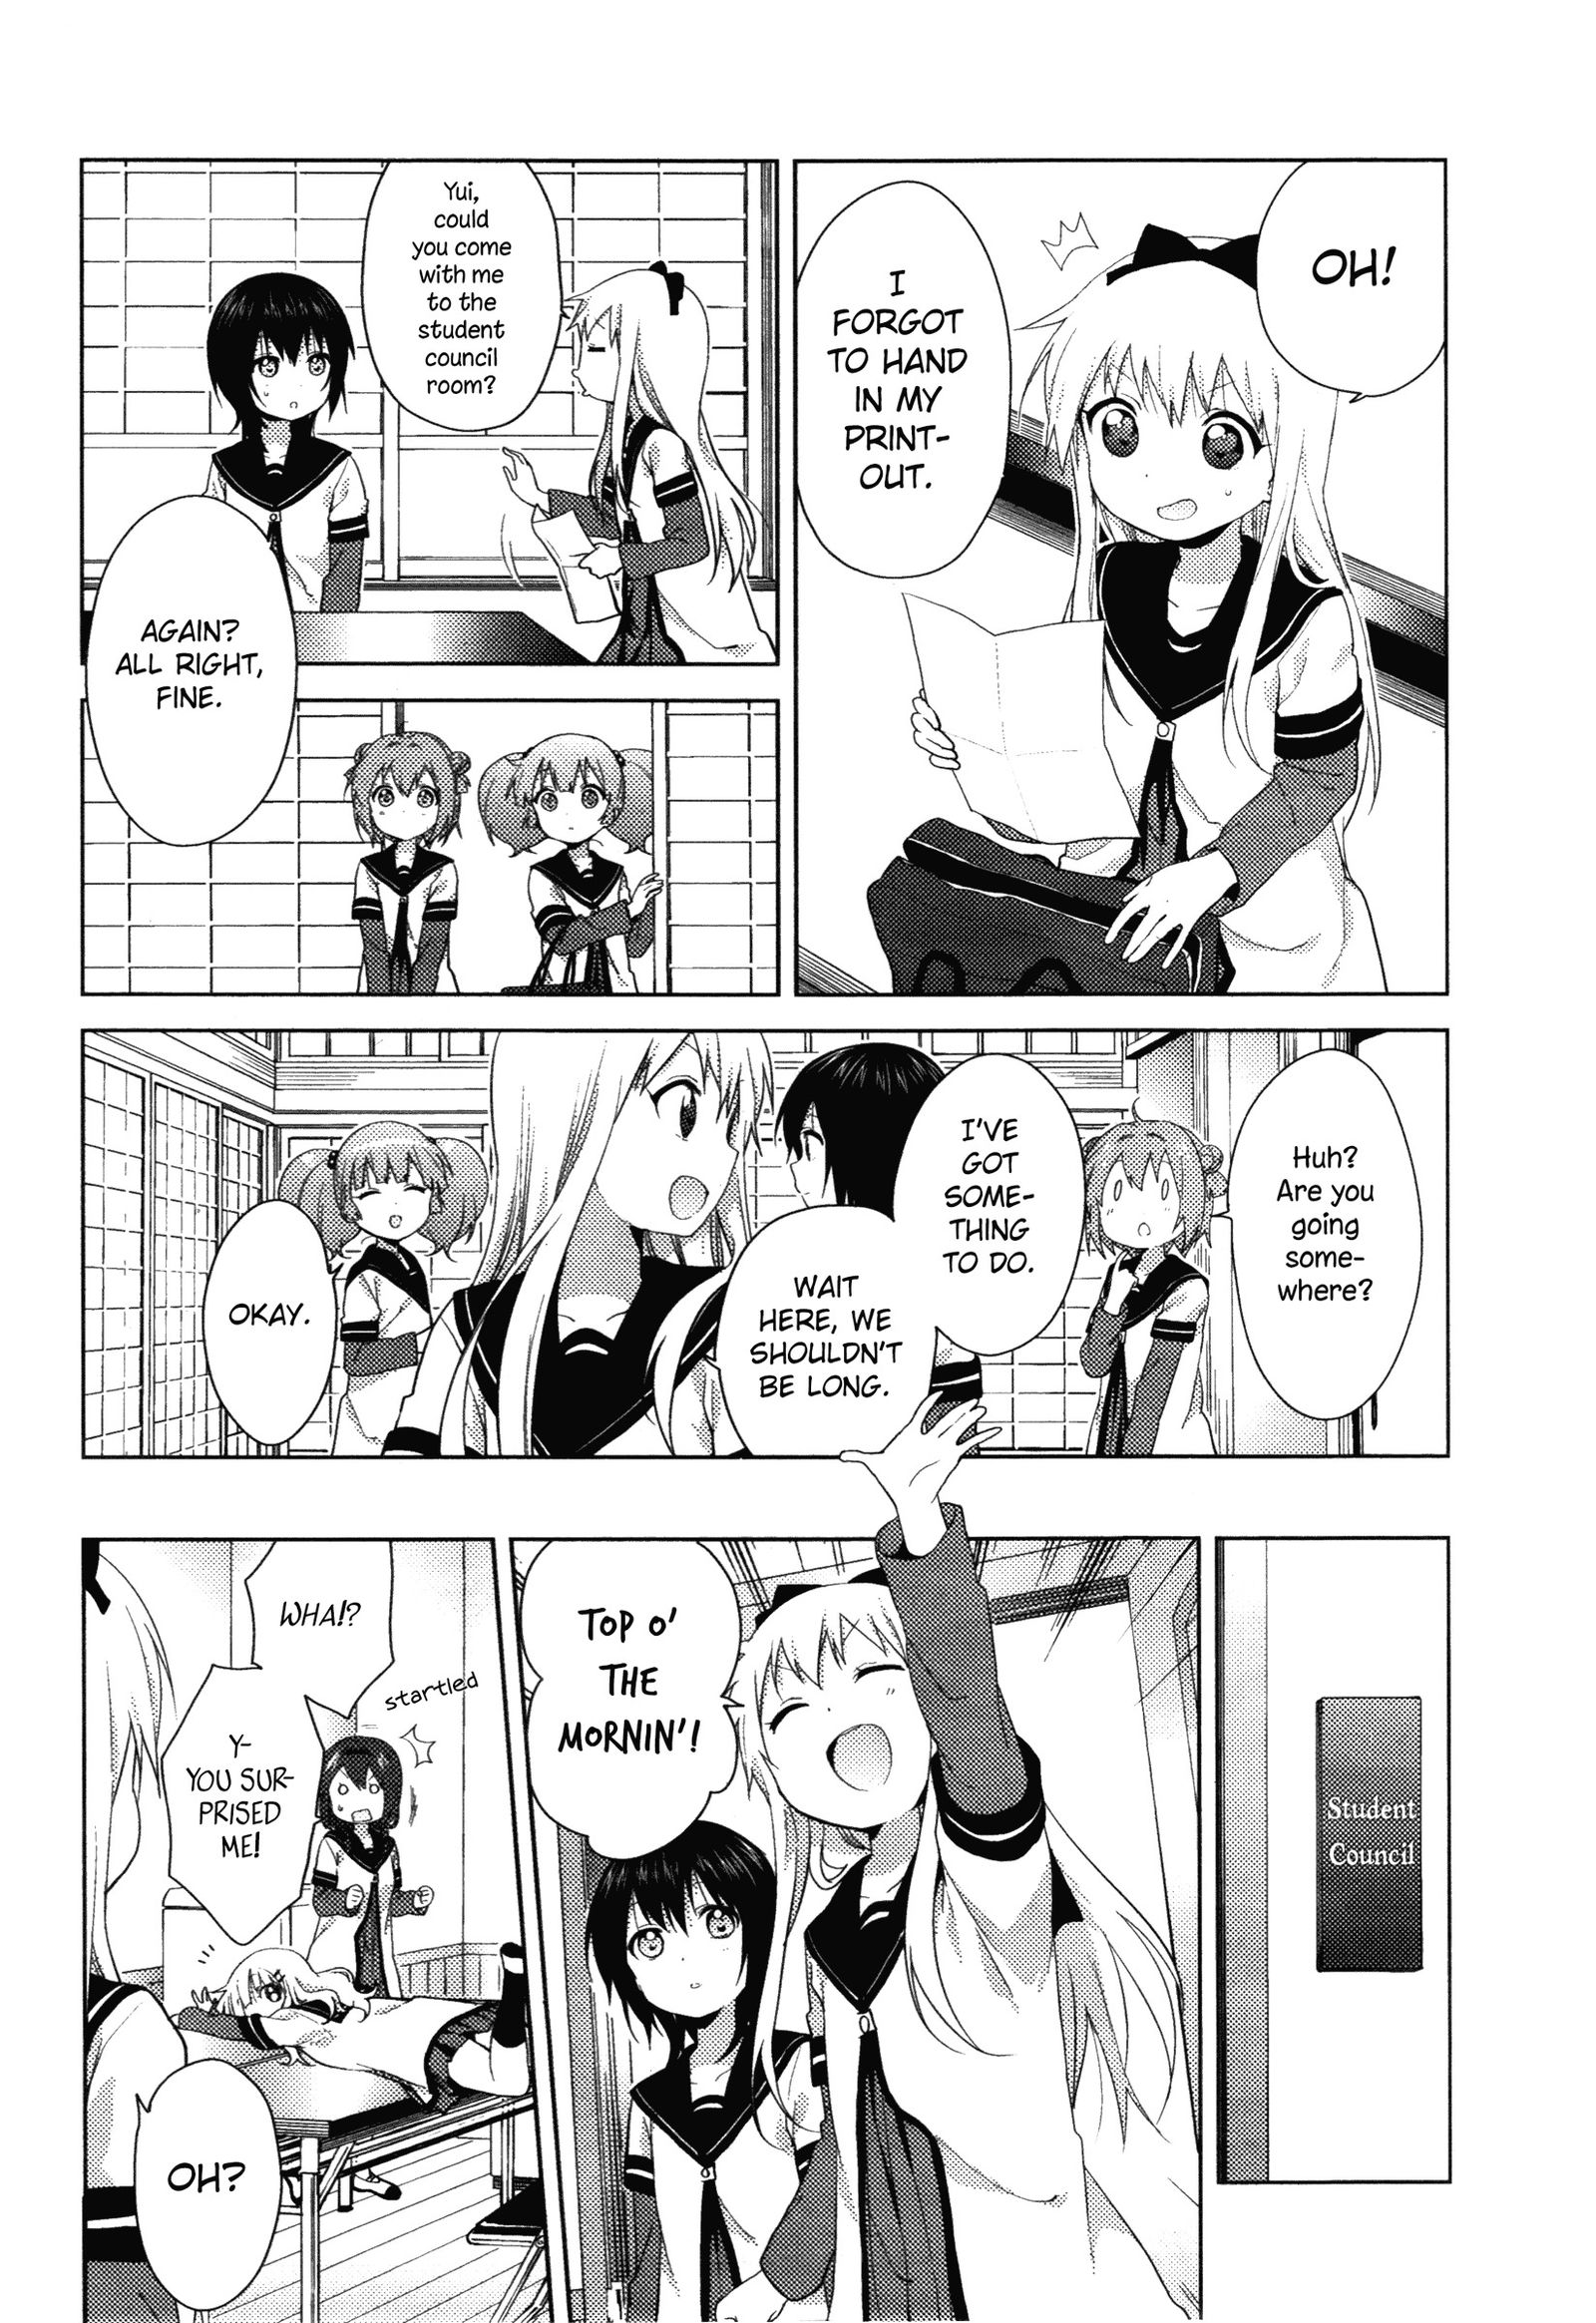 OH!
I
FORGOT
TO HAND
IN MY
PRINT-
OUT.
Yui,
could
you come
with me
to the
student
council
room?
AGAIN?
ALL RIGHT,
FINE.
Huh?
Are you
going
some-
where?
I'VE
GOT
SOME-
THING
TO DO.
WAIT
HERE, WE
SHOULDN'T
BE LONG.
OKAY.
Student
Council
TOP O'
THE
MORNIN'!
WHA!?
startled
Y-
YOU SUR-
PRISED
ME!
OH?